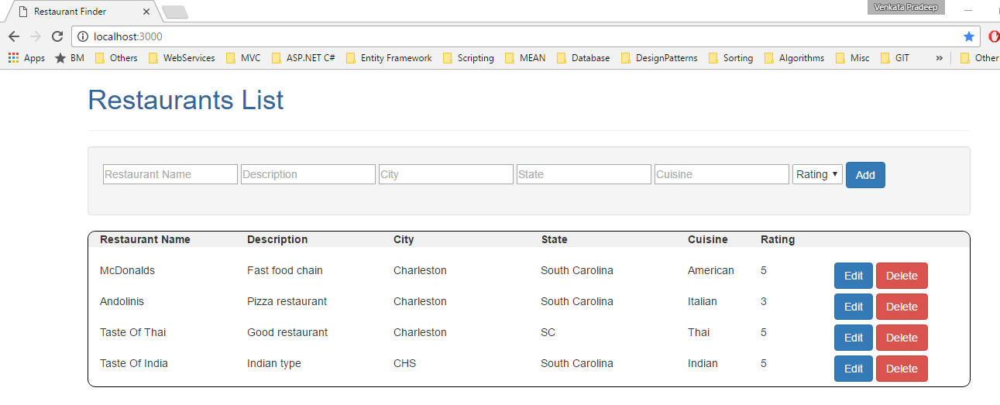 Restaurant Finder
Venkata Pradeep
localhost:3000
Apps BM Others WebServices MVC ASP.NET C# Entity Framework Scripting MEAN Database DesignPatterns Sorting Algorithms Misc GIT » Other
Restaurants List
Restaurant Name Description City State Cuisine Rating Add
Restaurant Name Description City State Cuisine Rating
McDonalds Fast food chain Charleston South Carolina American 5 Edit Delete
Andolinis Pizza restaurant Charleston South Carolina Italian 3 Edit Delete
Taste Of Thai Good restaurant Charleston SC Thai 5 Edit Delete
Taste Of India Indian type CHS South Carolina Indian 5 Edit Delete